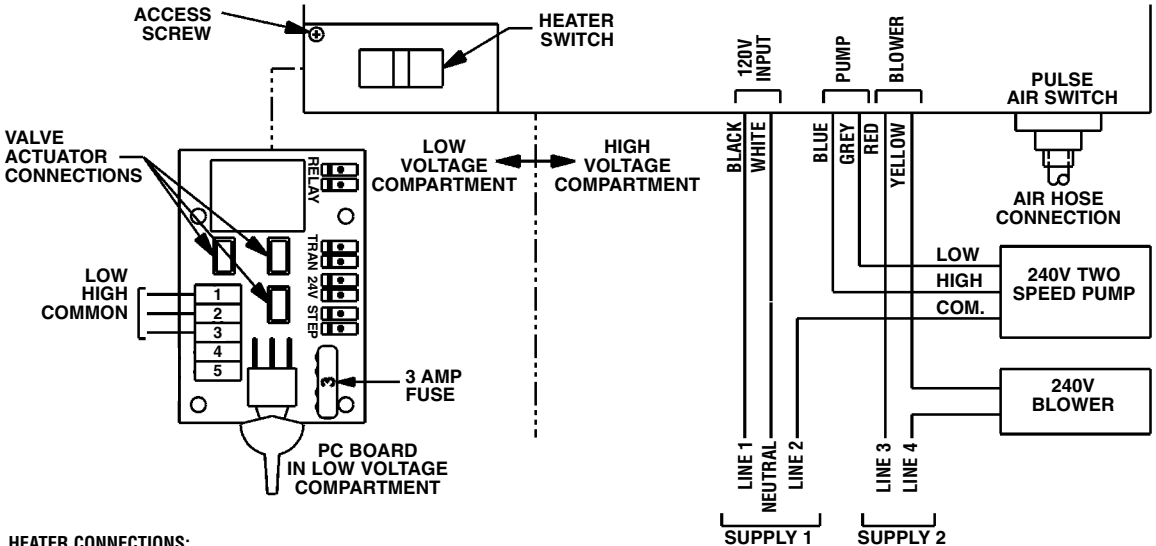 ACCESS
SCREW
HEATER
SWITCH
120V
INPUT
PUMP
BLOWER
PULSE
AIR SWITCH
BLACK
WHITE
BLUE
GREY
RED
YELLOW
VALVE
ACTUATOR
CONNECTIONS
LOW
VOLTAGE
COMPARTMENT
HIGH
VOLTAGE
COMPARTMENT
AIR HOSE
CONNECTION
RELAY
TRAN
24V
STEP
LOW
HIGH
COMMON
1
2
3
4
5
3
3 AMP
FUSE
PC BOARD
IN LOW VOLTAGE
COMPARTMENT
LOW
HIGH
COM.
240V TWO
SPEED PUMP
240V
BLOWER
LINE 1
NEUTRAL
LINE 2
LINE 3
LINE 4
SUPPLY 1
SUPPLY 2
HEATER CONNECTIONS: